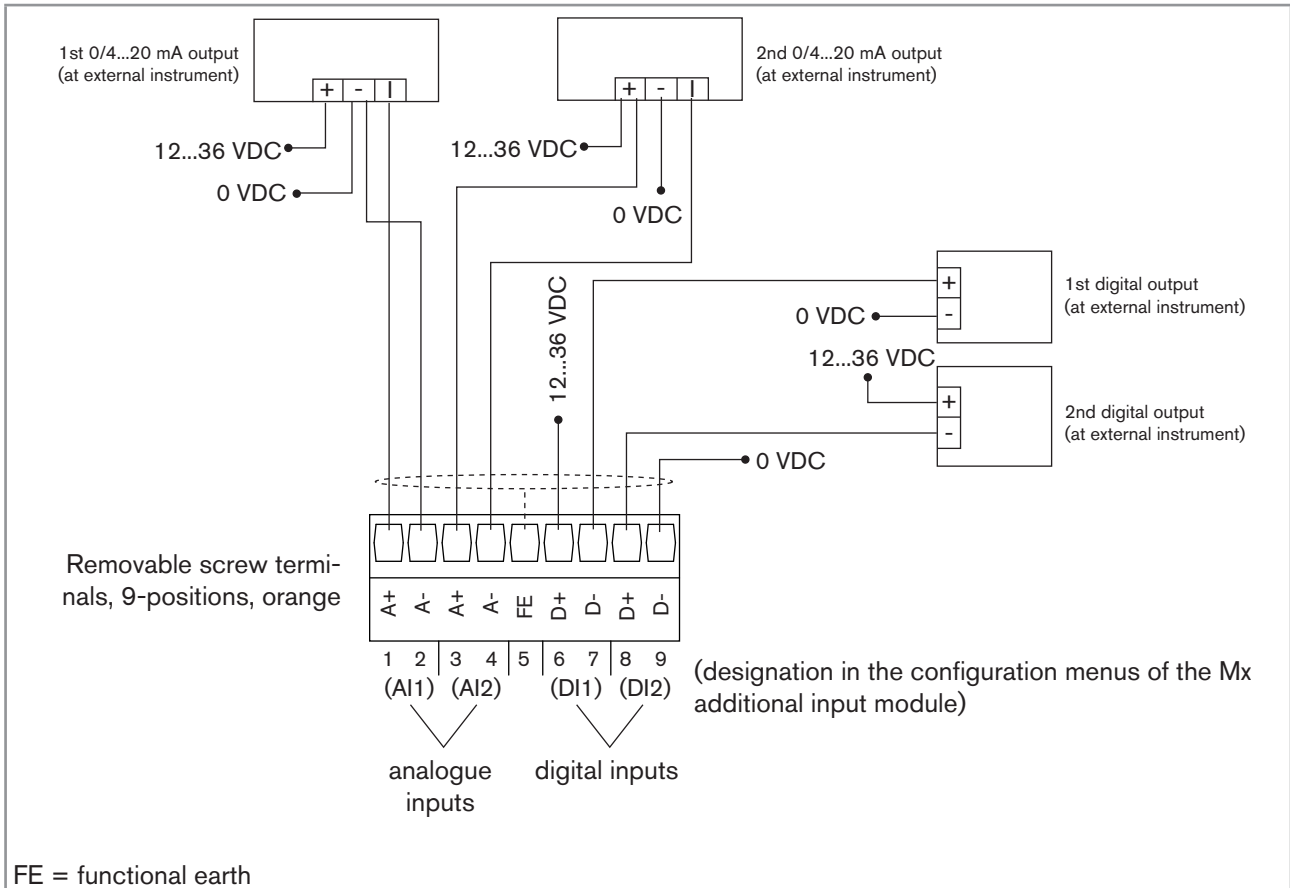 1st 0/4...20 mA output
(at external instrument)
+ - I
12...36 VDC
0 VDC
2nd 0/4...20 mA output
(at external instrument)
+ - I
12...36 VDC
0 VDC
12...36 VDC
1st digital output
(at external instrument)
+
-
0 VDC
12...36 VDC
2nd digital output
(at external instrument)
+
-
0 VDC
Removable screw termi-
nals, 9-positions, orange
A+ A- A+ A- FE D+ D- D+ D-
1 2 3 4 5 6 7 8 9
(AI1) (AI2) (DI1) (DI2)
(designation in the configuration menus of the Mx
additional input module)
analogue
inputs
digital inputs
FE = functional earth